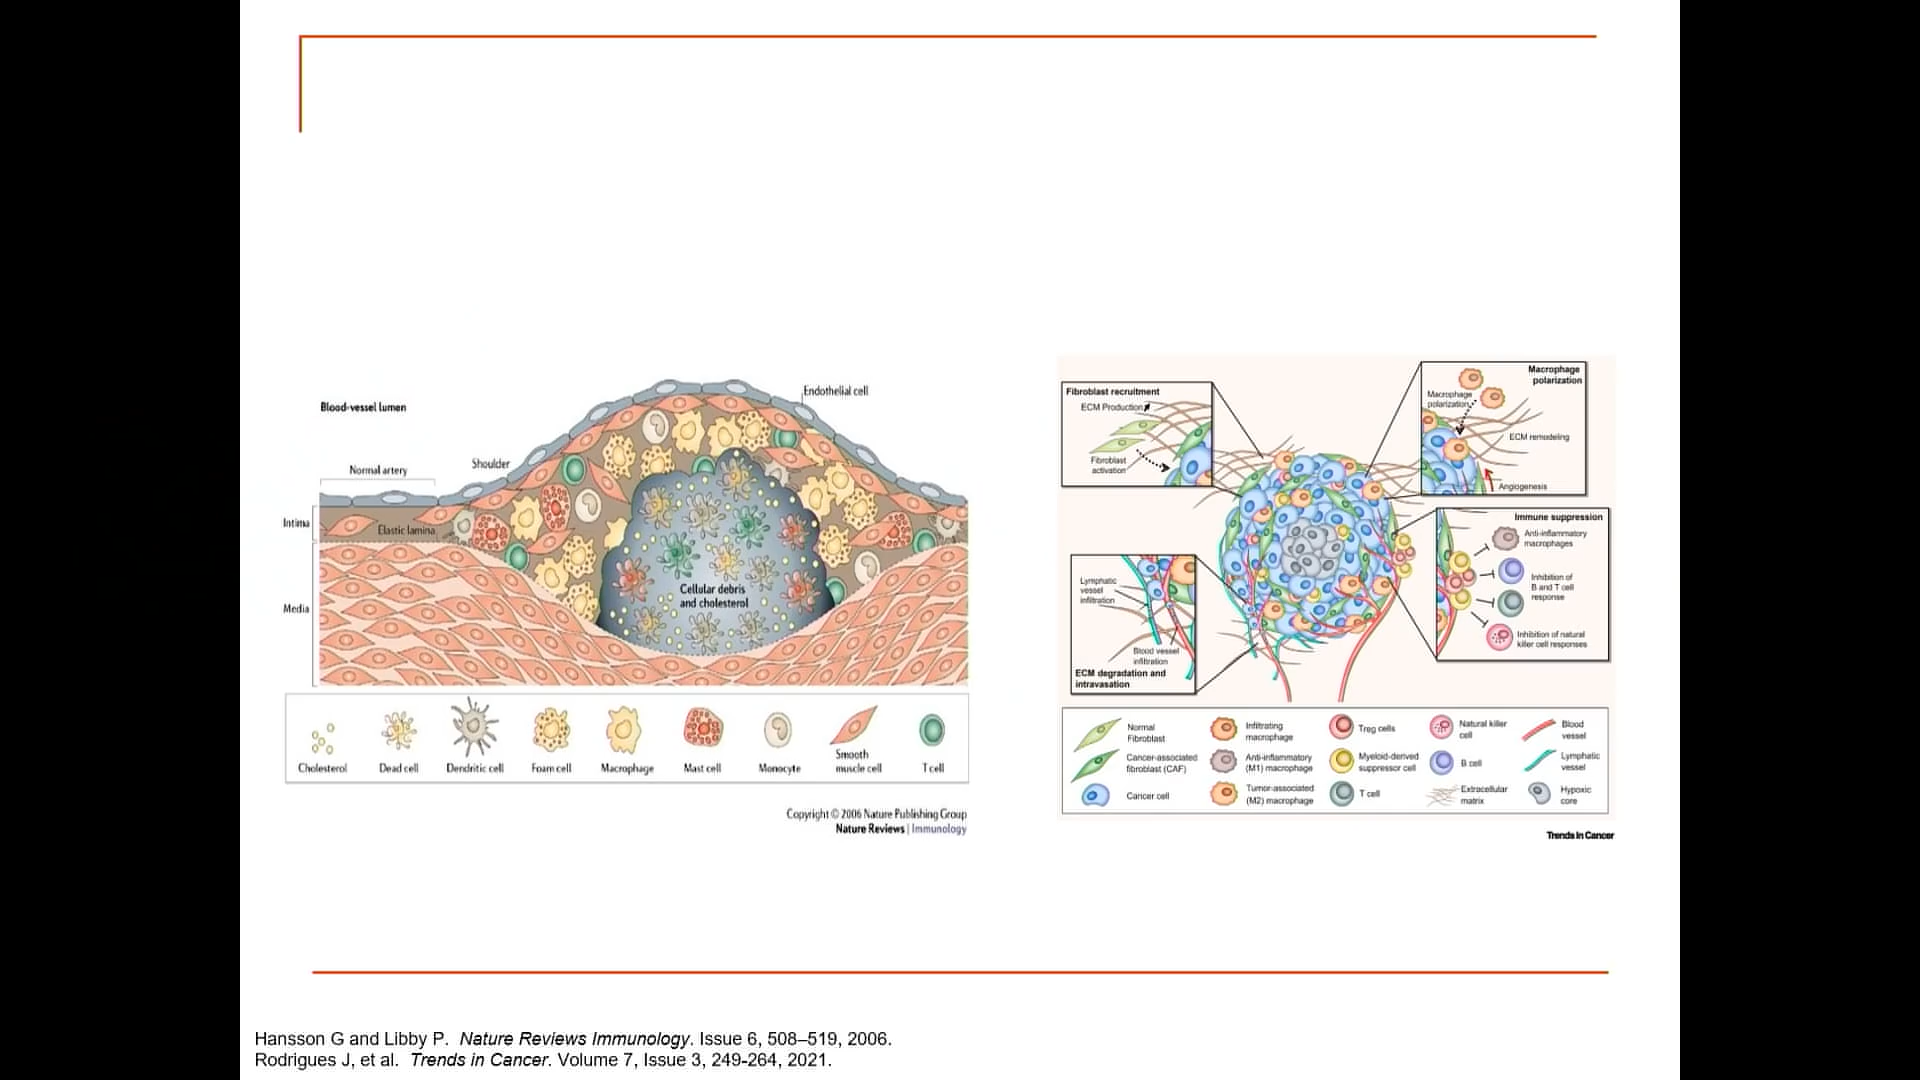 Blood-vessel lumen
Endothelial cell
Normal artery
Shoulder
Intima
Elastic lamina
Media
Cellular debris
and cholesterol
Cholesterol
Dead cell
Dendritic cell
Foam cell
Macrophage
Mast cell
Monocyte
Smooth
muscle cell
T cell
Copyright © 2006 Nature Publishing Group
Nature Reviews | Immunology
Fibroblast recruitment
ECM Production
Fibroblast
activation
Macrophage
polarization
Macrophage
polarization
ECM remodeling
Angiogenesis
Immune suppression
Anti-inflammatory
macrophages
Inhibition of
B and T cell
response
Inhibition of natural
killer cell responses
Lymphatic
vessel
infiltration
Blood vessel
infiltration
ECM degradation and
intravasation
Normal
Fibroblast
Cancer-associated
fibroblast (CAF)
Cancer cell
Infiltrating
macrophage
Anti-inflammatory
(M1) macrophage
Tumor-associated
(M2) macrophage
Treg cells
Myeloid-derived
suppressor cell
T cell
Natural killer
cell
B cell
Extracellular
matrix
Blood
vessel
Lymphatic
vessel
Hypoxic
core
Trends in Cancer
Hansson G and Libby P. Nature Reviews Immunology. Issue 6, 508–519, 2006.
Rodrigues J, et al. Trends in Cancer. Volume 7, Issue 3, 249-264, 2021.